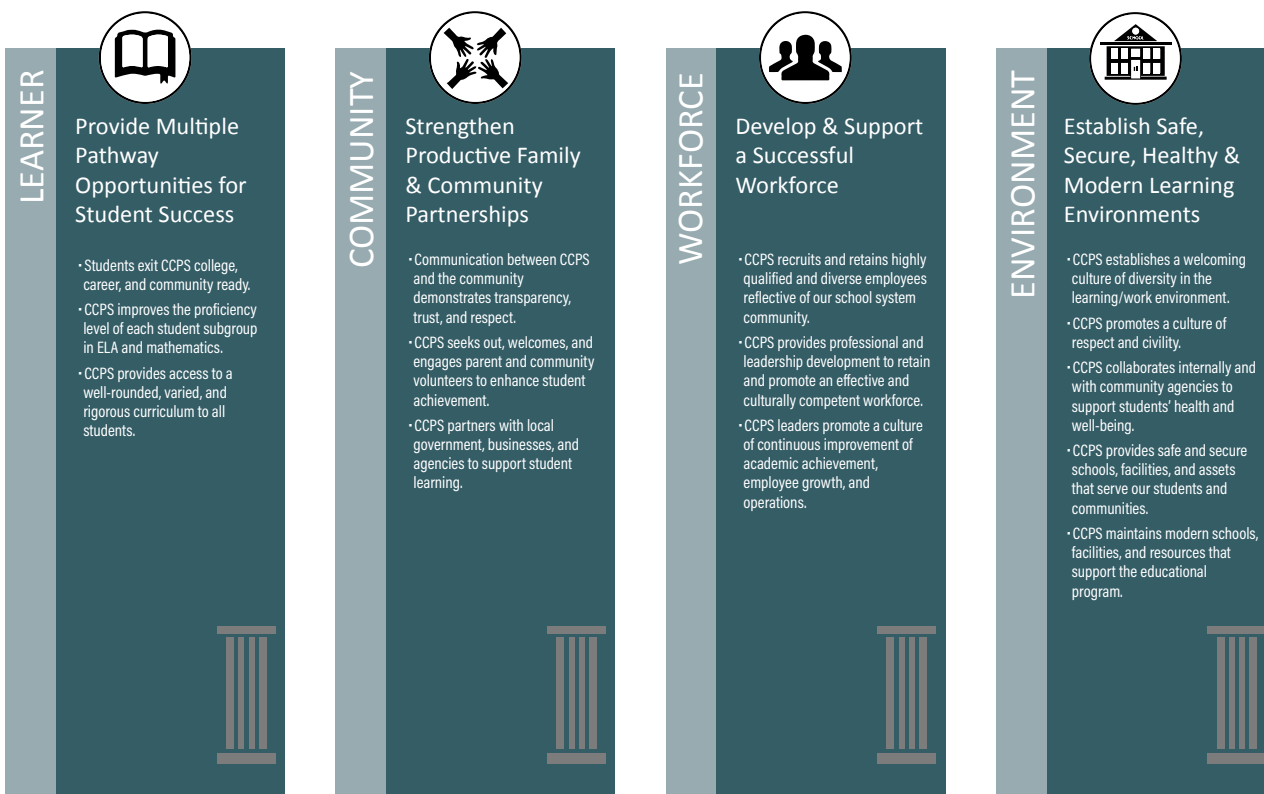 LEARNER
Provide Multiple
Pathway
Opportunities for
Student Success
· Students exit CCPS college,
career, and community ready.
· CCPS improves the proficiency
level of each student subgroup
in ELA and mathematics.
· CCPS provides access to a
well-rounded, varied, and
rigorous curriculum to all
students.
COMMUNITY
Strengthen
Productive Family
& Community
Partnerships
· Communication between CCPS
and the community
demonstrates transparency,
trust, and respect.
· CCPS seeks out, welcomes, and
engages parent and community
volunteers to enhance student
achievement.
· CCPS partners with local
government, businesses, and
agencies to support student
learning.
WORKFORCE
Develop & Support
a Successful
Workforce
· CCPS recruits and retains highly
qualified and diverse employees
reflective of our school system
community.
· CCPS provides professional and
leadership development to retain
and promote an effective and
culturally competent workforce.
· CCPS leaders promote a culture
of continuous improvement of
academic achievement,
employee growth, and
operations.
SCHOOL
ENVIRONMENT
Establish Safe,
Secure, Healthy &
Modern Learning
Environments
· CCPS establishes a welcoming
culture of diversity in the
learning/work environment.
· CCPS promotes a culture of
respect and civility.
· CCPS collaborates internally and
with community agencies to
support students’ health and
well-being.
· CCPS provides safe and secure
schools, facilities, and assets
that serve our students and
communities.
· CCPS maintains modern schools,
facilities, and resources that
support the educational
program.